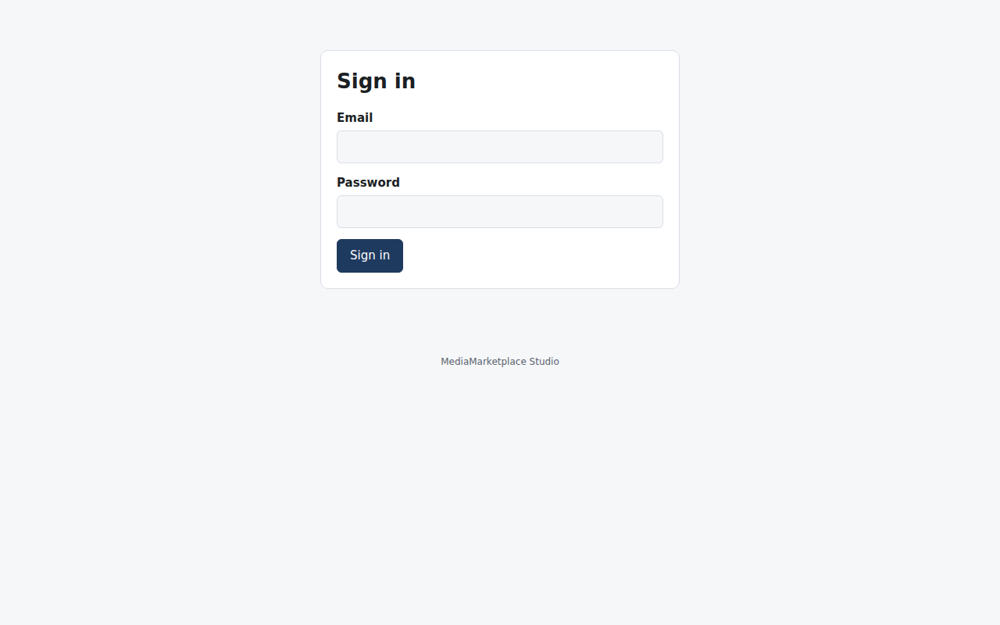 Sign in
Email
Password
Sign in
MediaMarketplace Studio